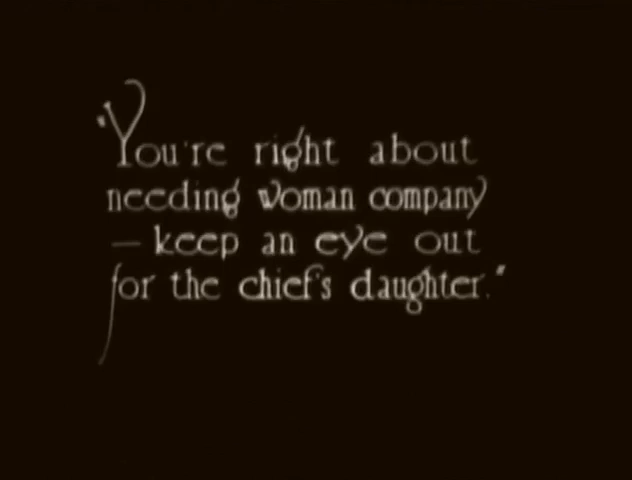 "You're right about
needing woman company
— keep an eye out
for the chief's daughter."